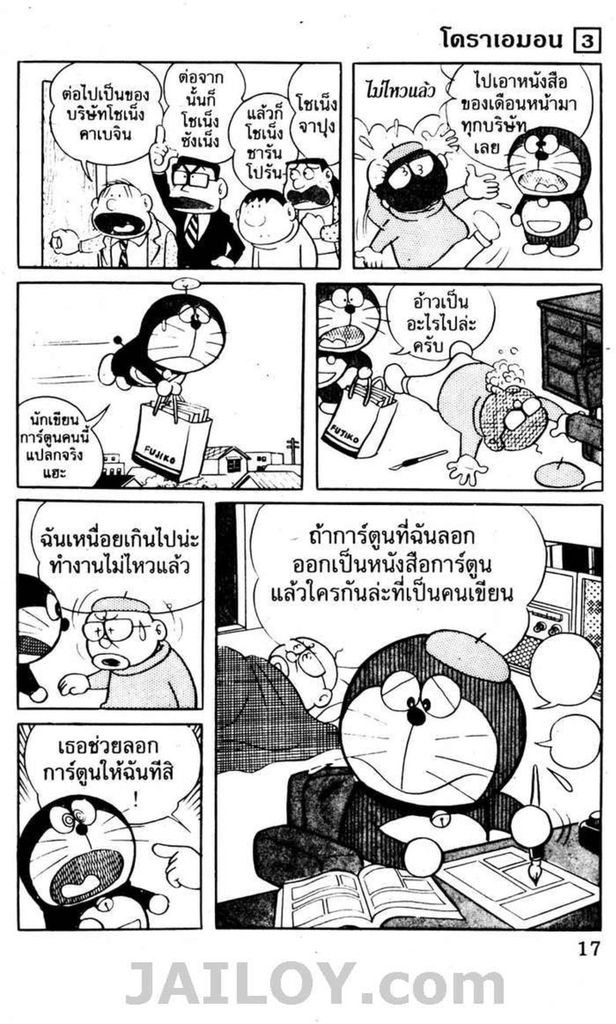 โดราเอมอน 3
ต่อไปเป็นของ
บริษัทโชเน็ง
คาเบจิน
ต่อจาก
นั้นก็
โชเน็ง
ซังเน็ง
แล้วก็
โชเน็ง
ชารัน
โปรัน
โชเน็ง
จาปุง
ไม่ไหวแล้ว
ไปเอาหนังสือ
ของเดือนหน้ามา
ทุกบริษัท
เลย
นักเขียน
การ์ตูนคนนี้
แปลกจริง
แฮะ
FUJIKO
อ้าวเป็น
อะไรไปล่ะ
ครับ
FUJIKO
ฉันเหนื่อยเกินไปน่ะ
ทำงานไม่ไหวแล้ว
เธอช่วยลอก
การ์ตูนให้ฉันทีสิ
!
ถ้าการ์ตูนที่ฉันลอก
ออกเป็นหนังสือการ์ตูน
แล้วใครกันล่ะที่เป็นคนเขียน
17
JAILOY.com